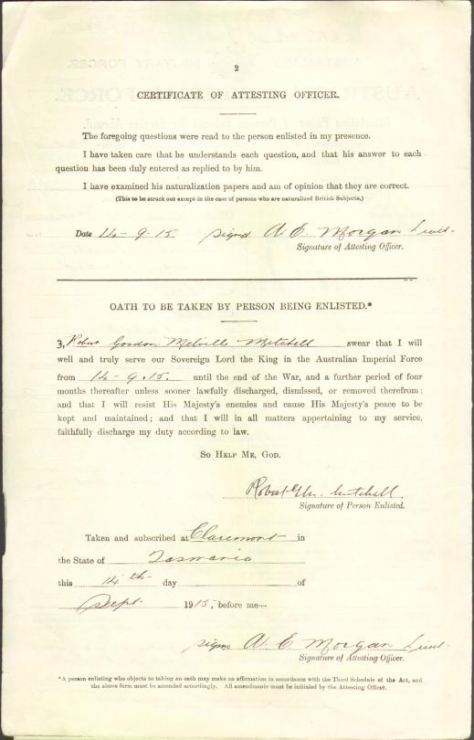 2
CERTIFICATE OF ATTESTING OFFICER.
The foregoing questions were read to the person enlisted in my presence.
I have taken care that he understands each question, and that his answer to each
question has been duly entered as replied to by him.
I have examined his naturalization papers and am of opinion that they are correct.
(This to be struck out except in the case of persons who are naturalized British Subjects.)
Date 14-9-15. signd A. C. Morgan Lieut.
Signature of Attesting Officer.
OATH TO BE TAKEN BY PERSON BEING ENLISTED.*
Gordon Melville Mitchell swear that I will
well and truly serve our Sovereign Lord the King in the Australian Imperial Force
from 14-9.15. until the end of the War, and a further period of four
months thereafter unless sooner lawfully discharged, dismissed, or removed therefrom;
and that I will resist His Majesty's enemies and cause His Majesty's peace to be
kept and maintained; and that I will in all matters appertaining to my service,
faithfully discharge my duty according to law.
SO HELP ME, GOD.
Mitchell.
Signature of Person Enlisted.
Taken and subscribed at Claremont in
the State of Tasmania
this 14th day of
Sept 1915, before me—
A. C. Morgan Lieut.
Signature of Attesting Officer.
*A person enlisting who objects to taking an oath may make an affirmation in accordance with the Third Schedule of the Act, and
the above form must be amended accordingly. All amendments must be initialed by the Attesting Officer.